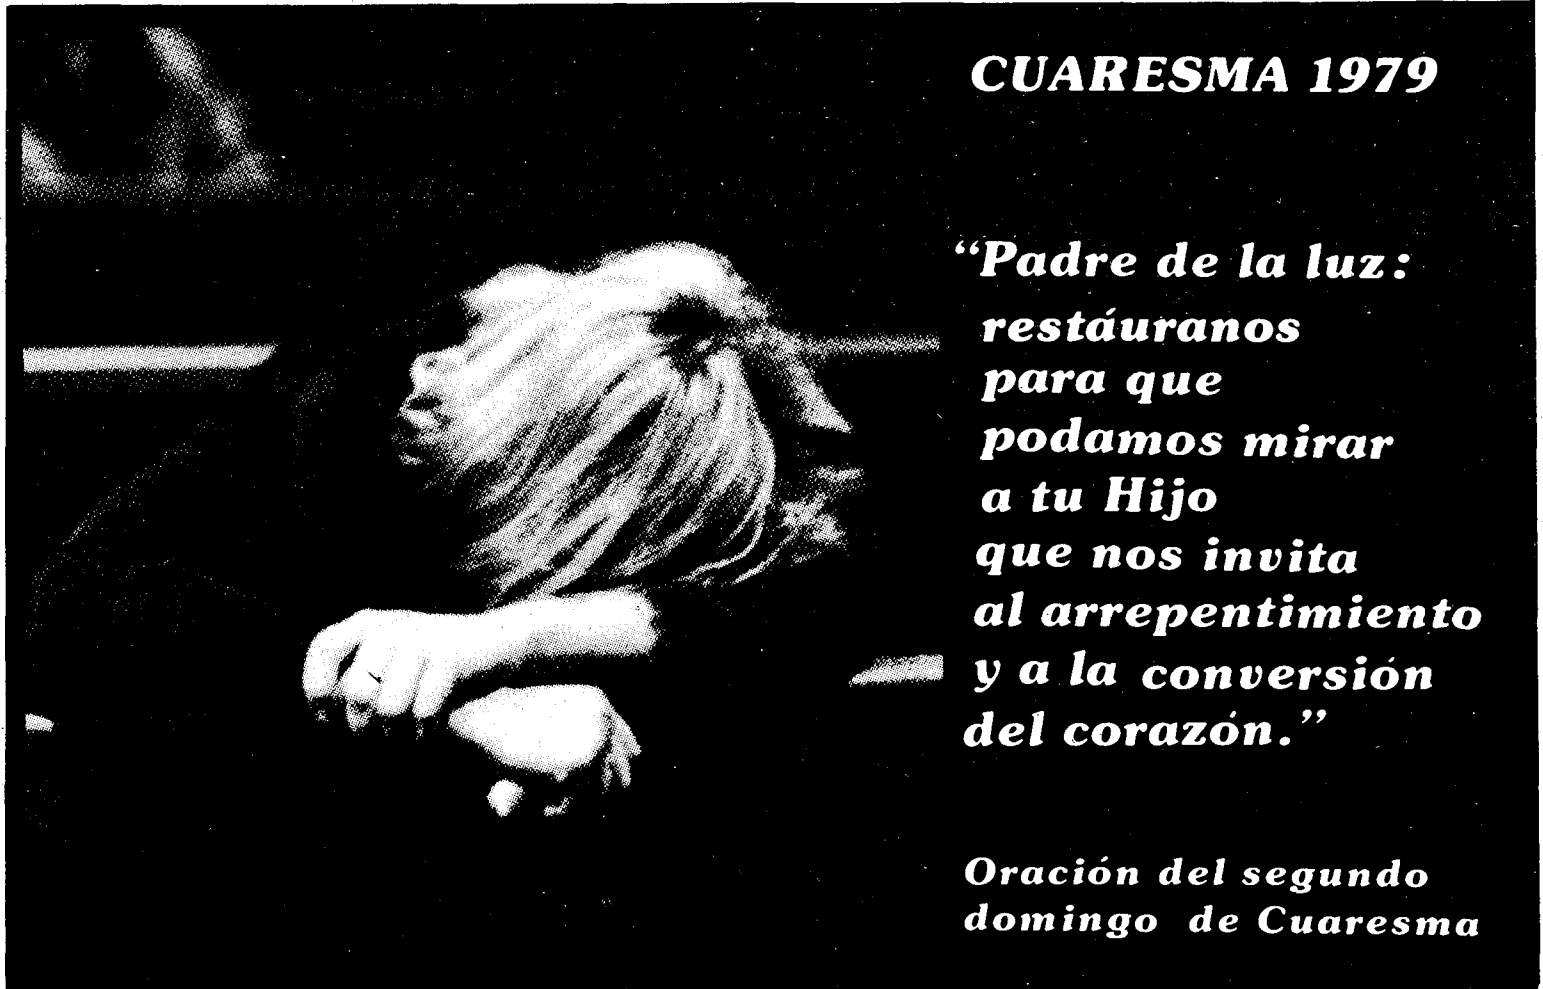 CUARESMA 1979
“Padre de la luz:
restáuranos
para que
podamos mirar
a tu Hijo
que nos invita
al arrepentimiento
y a la conversión
del corazón.”
Oración del segundo
domingo de Cuaresma